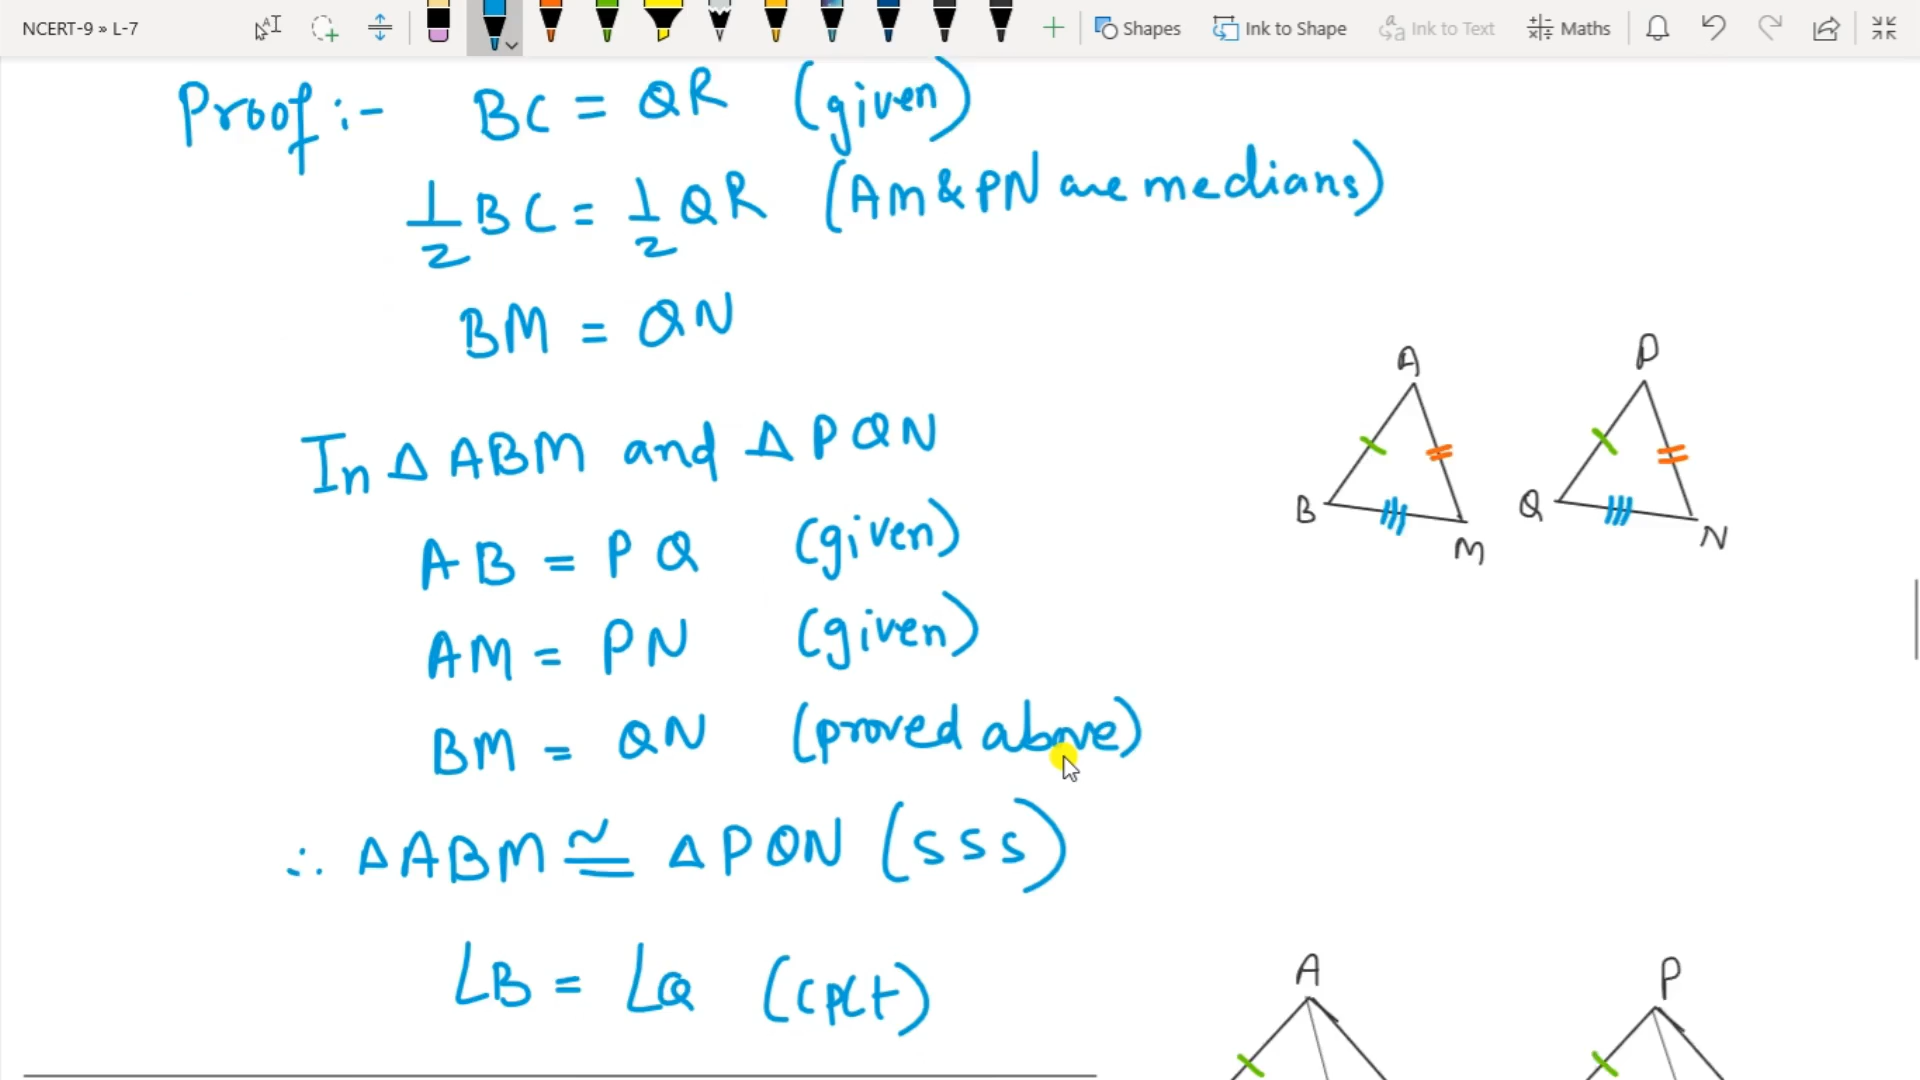 NCERT-9 » L-7
Shapes Ink to Shape Ink to Text Maths
Proof :- BC = QR (given)
1/2 BC = 1/2 QR (AM & PN are medians)
BM = QN
In Δ ABM and Δ PQN
AB = PQ (given)
AM = PN (given)
BM = QN (proved above)
∴ Δ ABM ≅ Δ PQN (SSS)
∠B = ∠Q (CPCt)
A P
B M Q N
A P